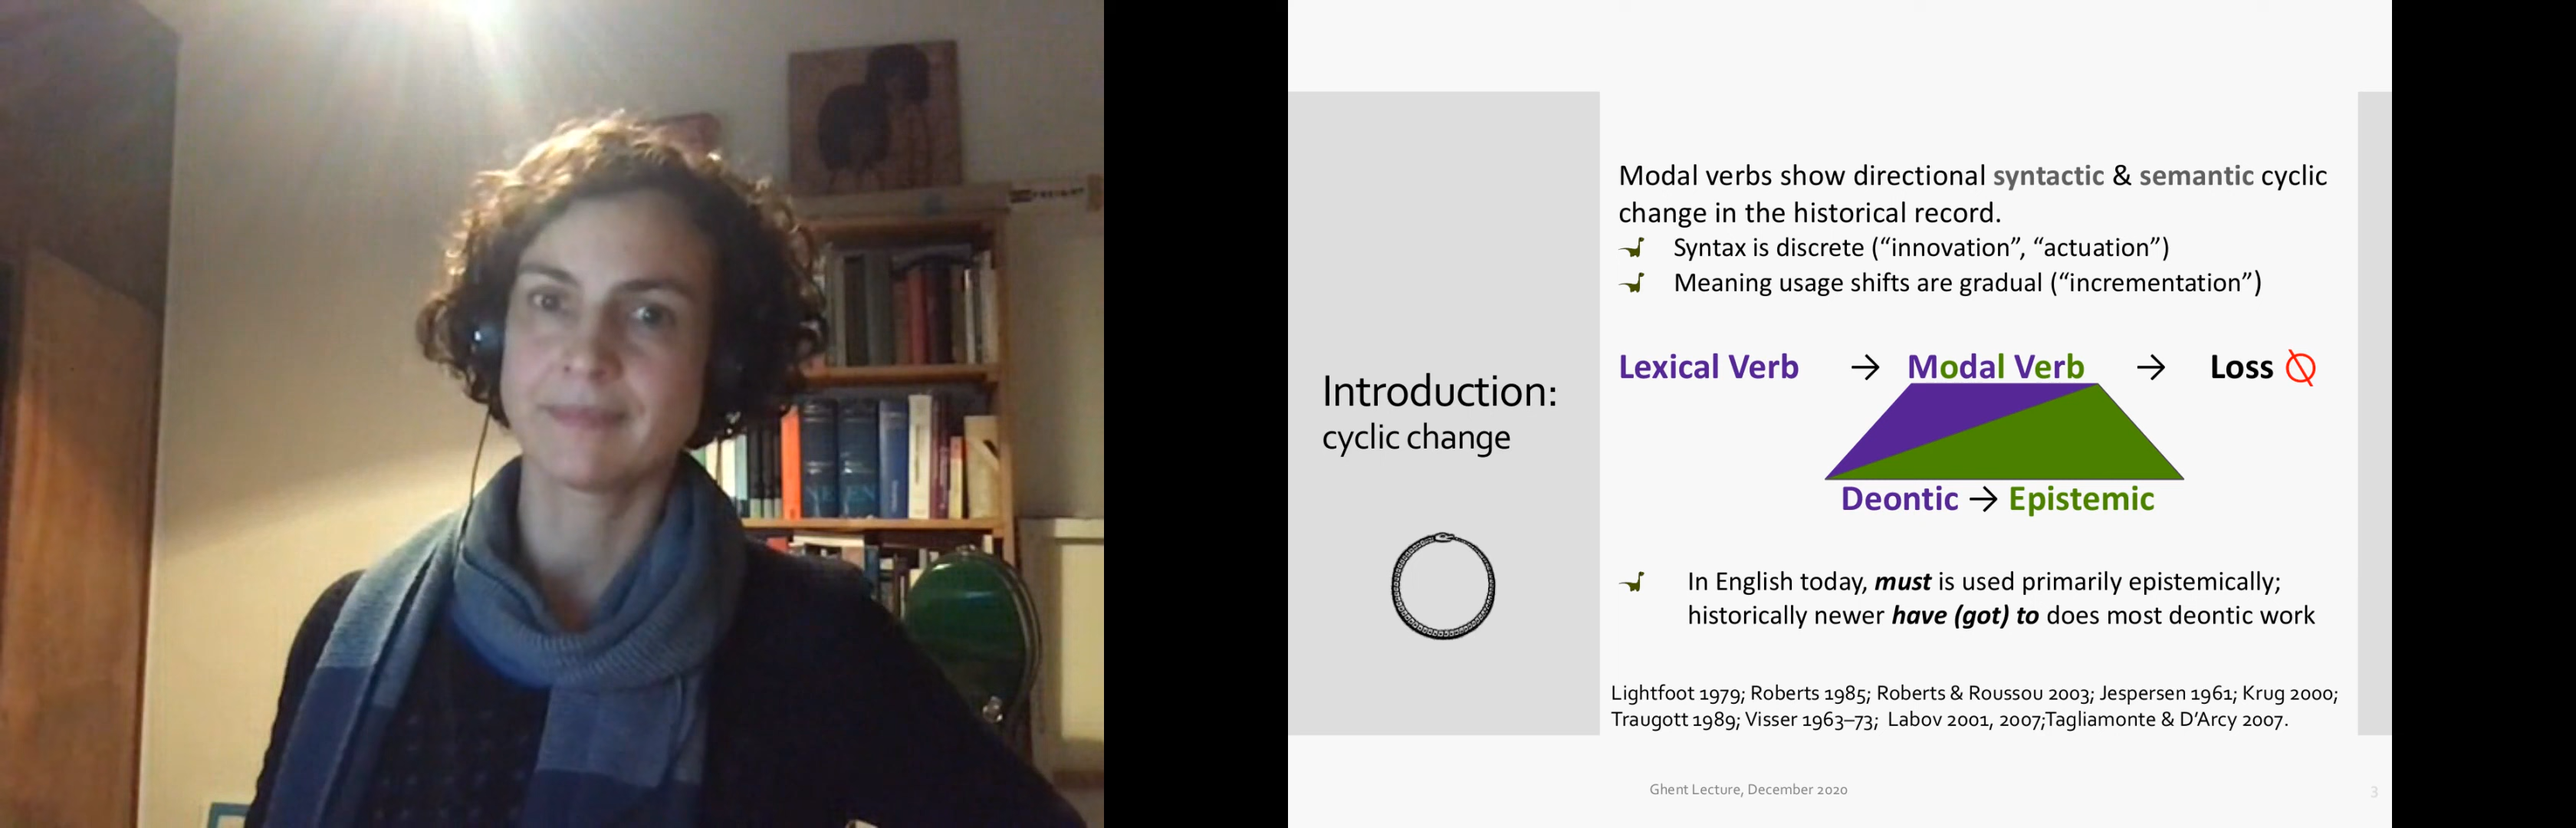 Introduction:
cyclic change
Modal verbs show directional syntactic & semantic cyclic
change in the historical record.
Syntax is discrete (“innovation”, “actuation”)
Meaning usage shifts are gradual (“incrementation”)
Lexical Verb → Modal Verb → Loss
Deontic → Epistemic
In English today, must is used primarily epistemically;
historically newer have (got) to does most deontic work
Lightfoot 1979; Roberts 1985; Roberts & Roussou 2003; Jespersen 1961; Krug 2000;
Traugott 1989; Visser 1963–73; Labov 2001, 2007;Tagliamonte & D’Arcy 2007.
Ghent Lecture, December 2020
3